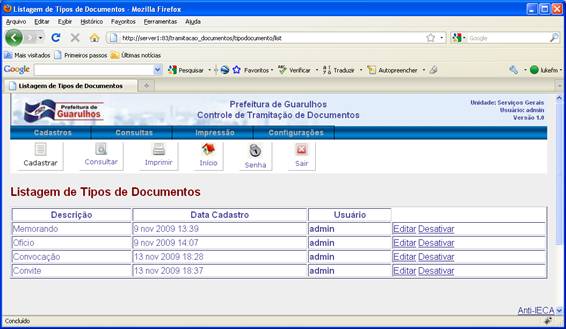 Listagem de Tipos de Documentos - Mozilla Firefox
Arquivo Editar Exibir Histórico Favoritos Ferramentas Ajuda
http://server1:83/tramitacao_documentos/tipodocumento/list
Google
Mais visitados Primeiros passos Últimas notícias
Google Pesquisar Favoritos Verificar Traduzir Autopreencher lukefm
Listagem de Tipos de Documentos
Prefeitura de Guarulhos
Prefeitura de Guarulhos
Controle de Tramitação de Documentos
Unidade: Serviços Gerais
Usuário: admin
Versão 1.0
Cadastros Consultas Impressão Configurações
Cadastrar Consultar Imprimir Início Senha Sair
Listagem de Tipos de Documentos
Descrição Data Cadastro Usuário
Memorando 9 nov 2009 13:39 admin Editar Desativar
Ofício 9 nov 2009 14:07 admin Editar Desativar
Convocação 13 nov 2009 18:28 admin Editar Desativar
Convite 13 nov 2009 18:37 admin Editar Desativar
Anti-IECA
Concluído